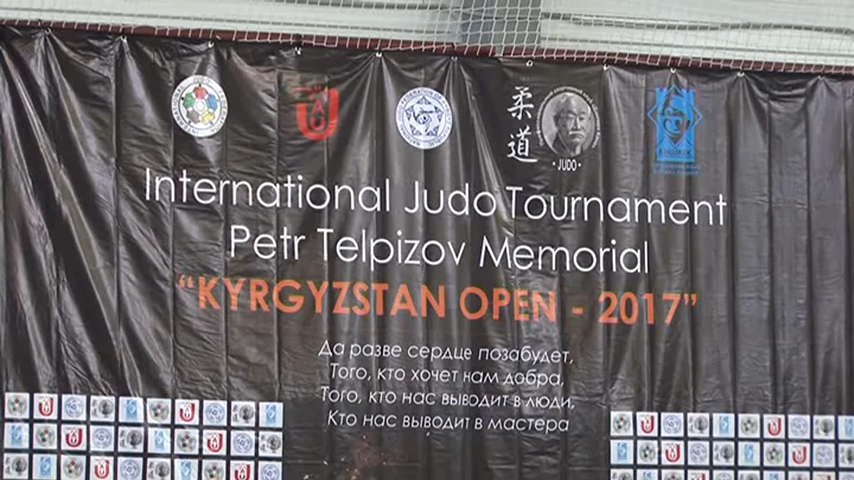 柔道
·JUDO·
International Judo Tournament
Petr Telpizov Memorial
“KYRGYZSTAN OPEN - 2017”
Да разве сердце позабудет,
Того, кто хочет нам добра,
Того, кто нас выводит в люди,
Кто нас выводит в мастера